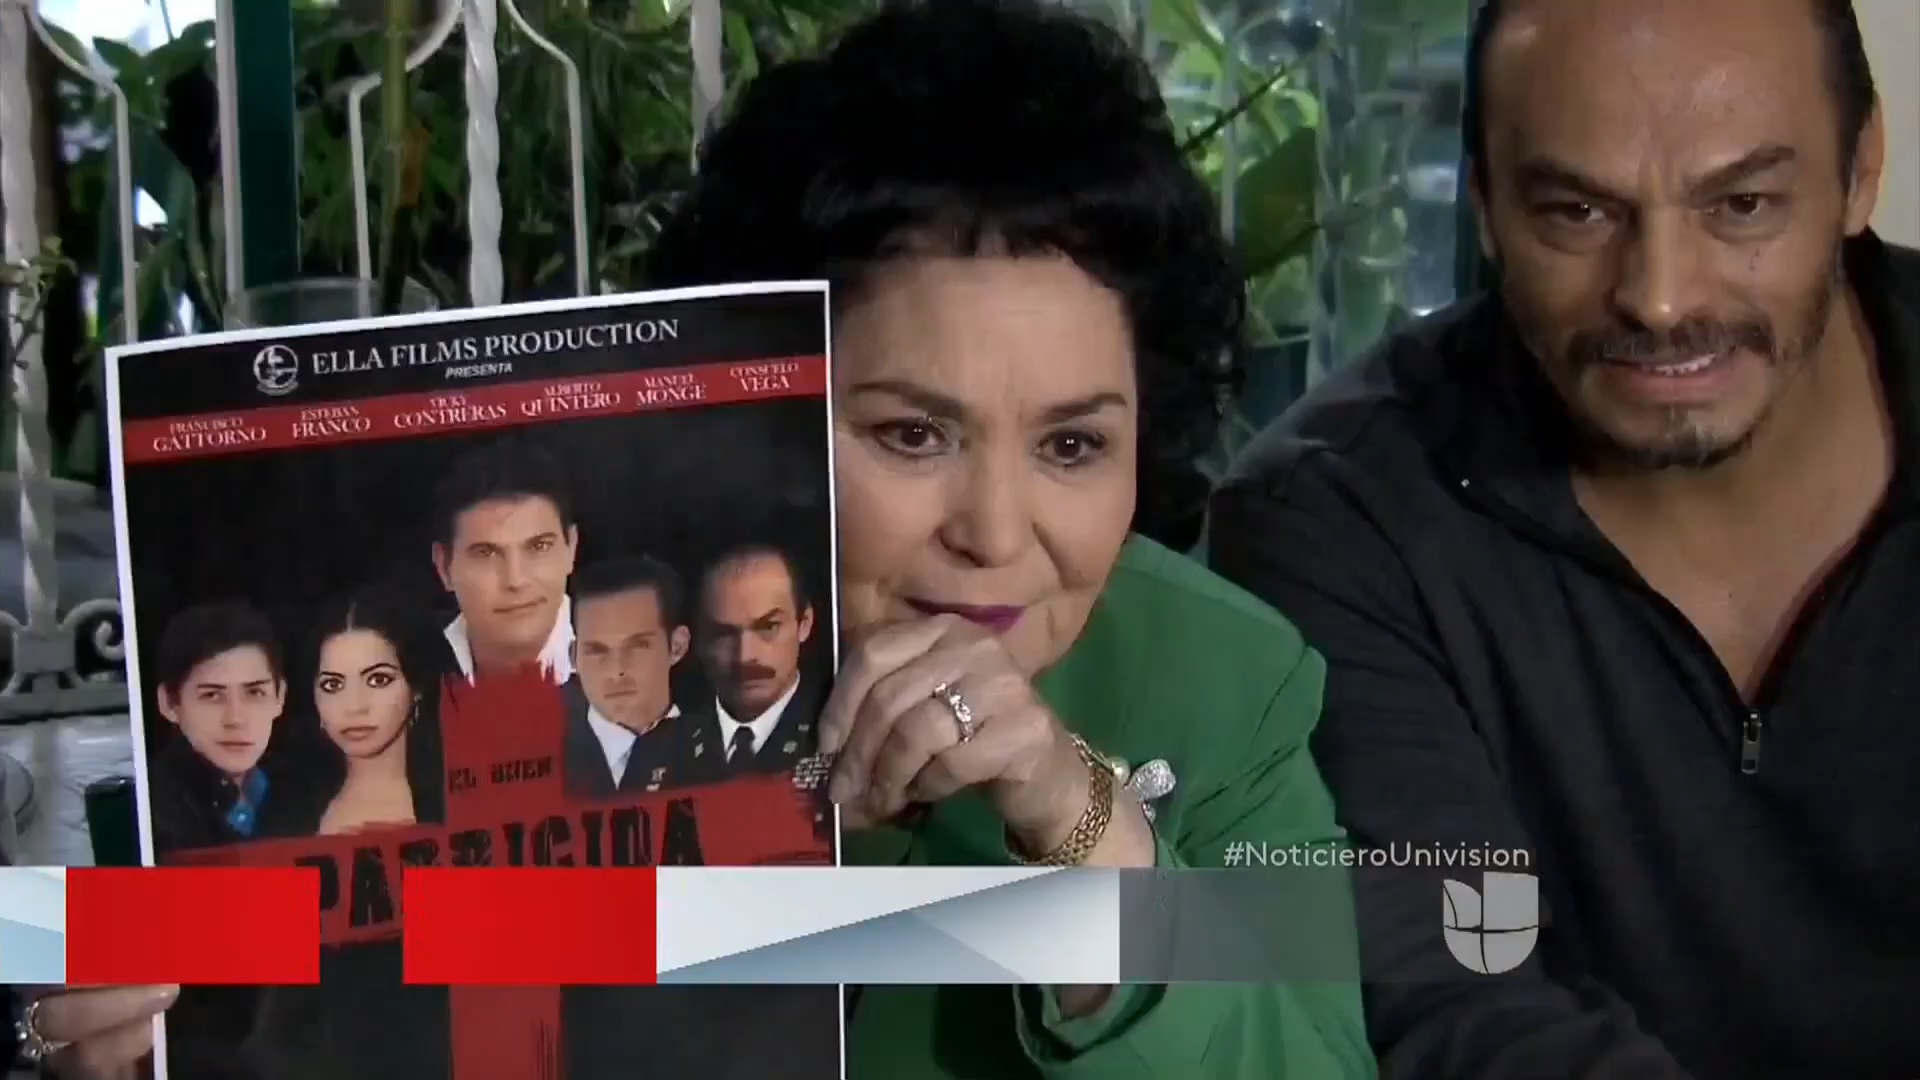 ELLA FILMS PRODUCTION
PRESENTA
FRANCISCO GATTORNO
ESTEBAN FRANCO
VICKY CONTRERAS
ALBERTO QUINTERO
MANUEL MONGE
CONSUELO VEGA
EL BUEN
PARRICIDA
#NoticieroUnivision